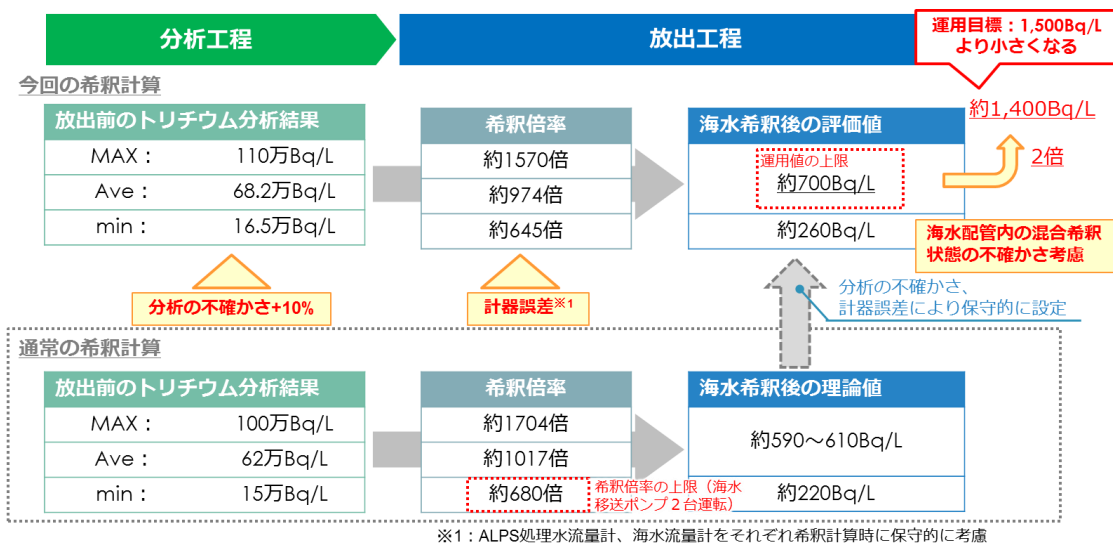 分析工程
放出工程
運用目標：1,500Bq/L
より小さくなる
今回の希釈計算
放出前のトリチウム分析結果
MAX： 110万Bq/L
Ave： 68.2万Bq/L
min： 16.5万Bq/L
希釈倍率
約1570倍
約974倍
約645倍
海水希釈後の評価値
運用値の上限
約700Bq/L
約260Bq/L
約1,400Bq/L
2倍
海水配管内の混合希釈
状態の不確かさ考慮
分析の不確かさ+10%
計器誤差※1
分析の不確かさ、
計器誤差により保守的に設定
通常の希釈計算
放出前のトリチウム分析結果
MAX： 100万Bq/L
Ave： 62万Bq/L
min： 15万Bq/L
希釈倍率
約1704倍
約1017倍
約680倍
希釈倍率の上限（海水
移送ポンプ２台運転）
海水希釈後の理論値
約590～610Bq/L
約220Bq/L
※1：ALPS処理水流量計、海水流量計をそれぞれ希釈計算時に保守的に考慮